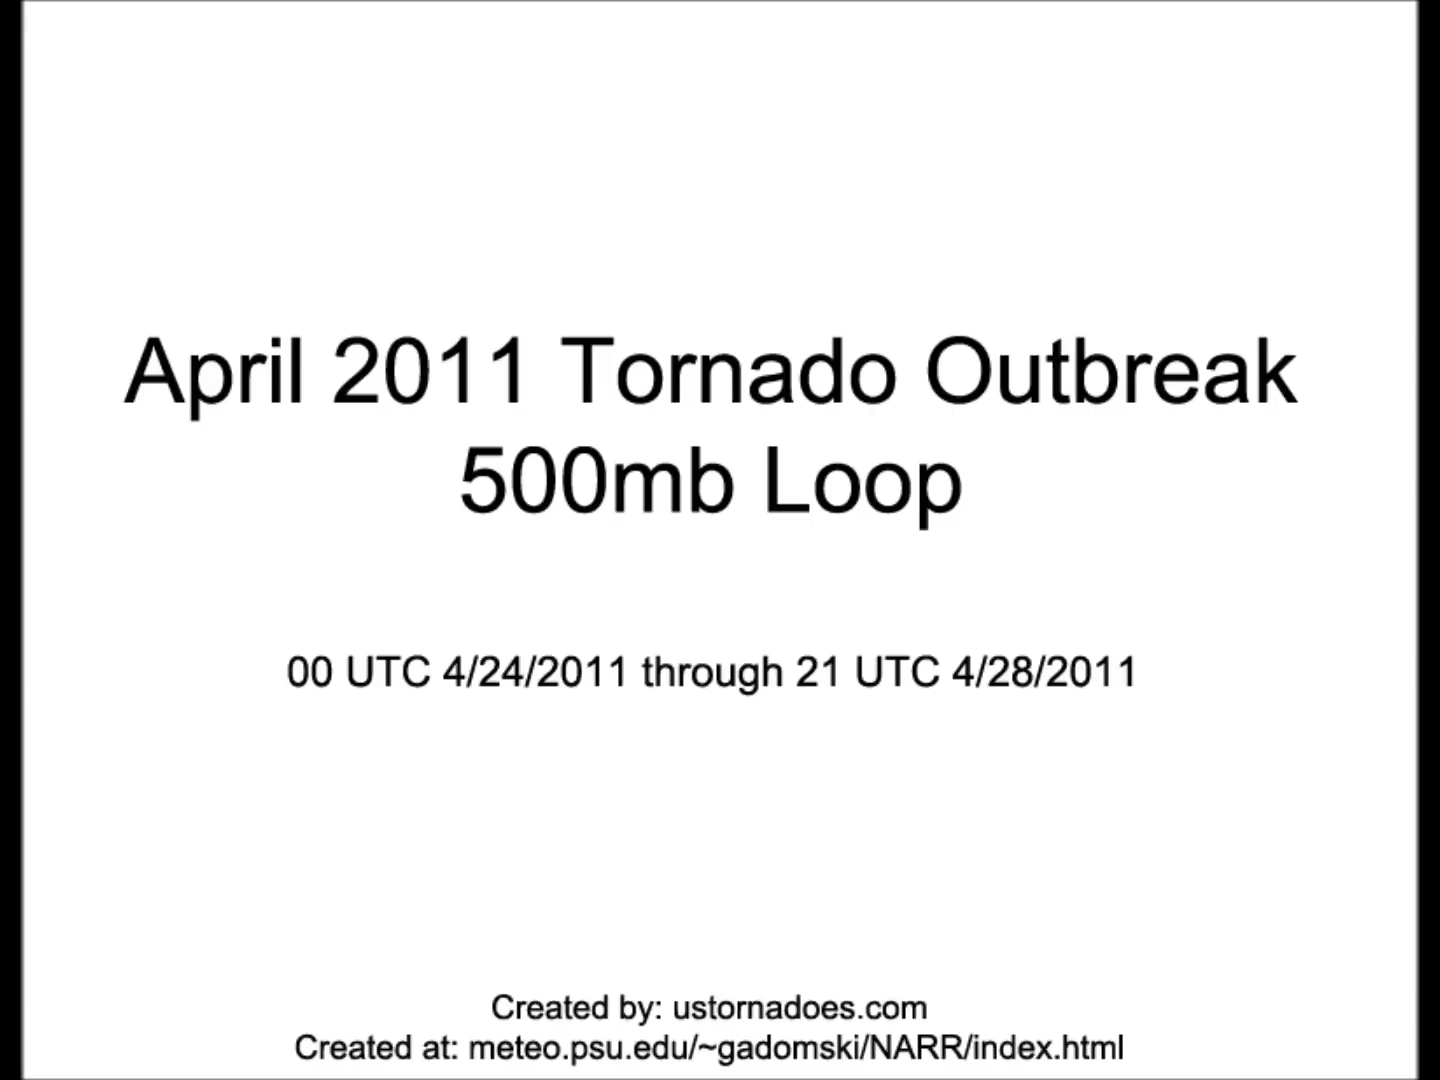 April 2011 Tornado Outbreak
500mb Loop
00 UTC 4/24/2011 through 21 UTC 4/28/2011
Created by: ustornadoes.com
Created at: meteo.psu.edu/~gadomski/NARR/index.html